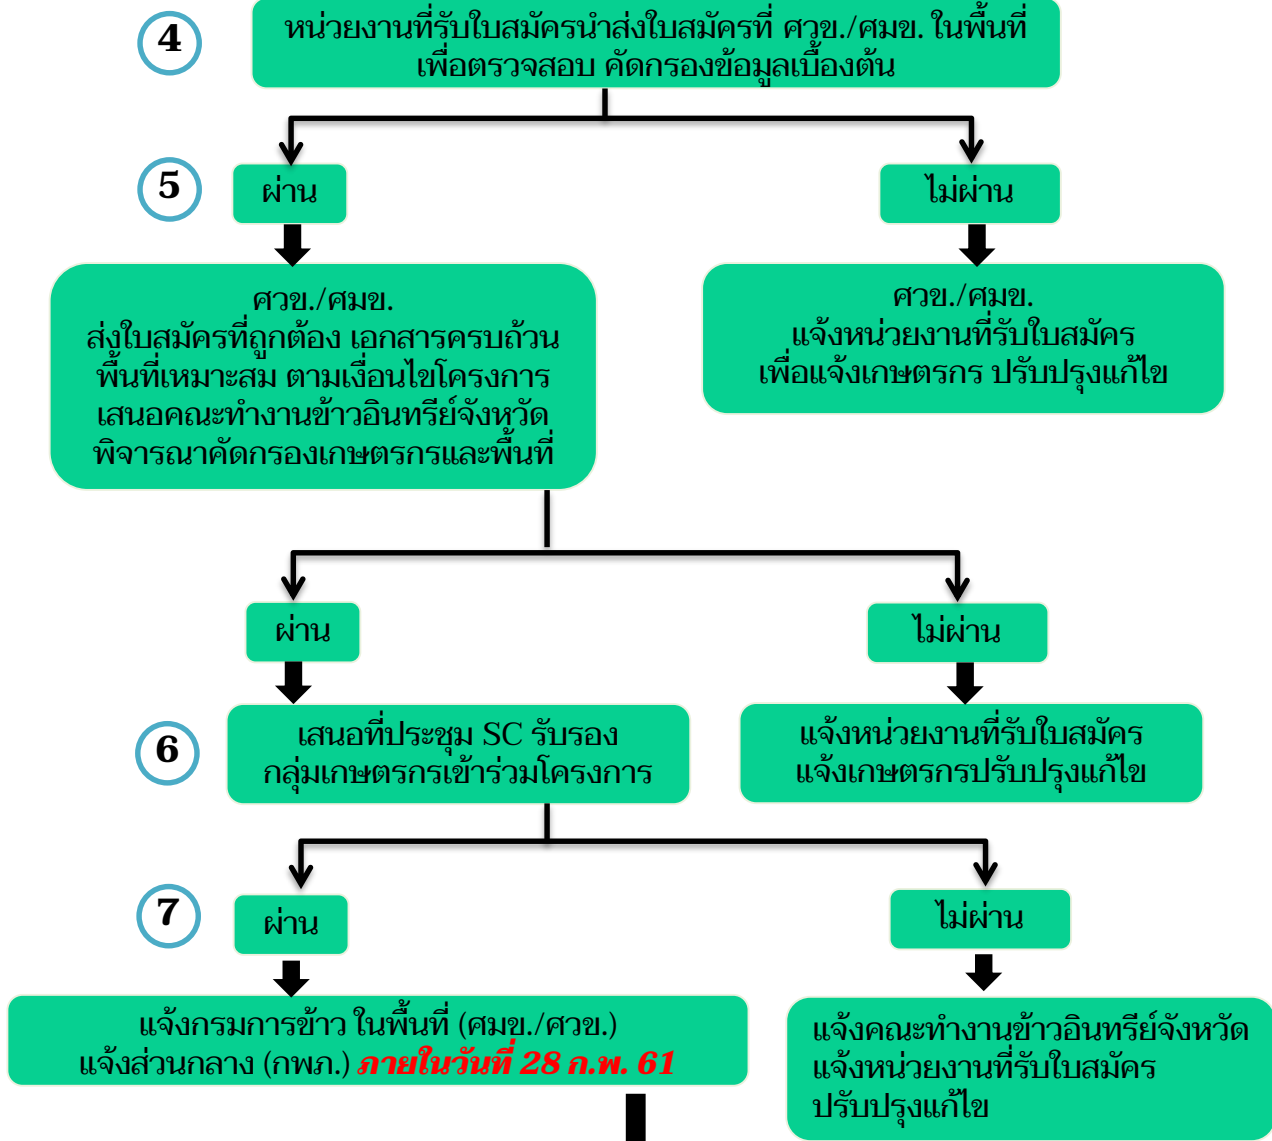 4
หน่วยงานที่รับใบสมัครนำส่งใบสมัครที่ ศวข./ศมข. ในพื้นที่
เพื่อตรวจสอบ คัดกรองข้อมูลเบื้องต้น
5
ผ่าน
ไม่ผ่าน
ศวข./ศมข.
ส่งใบสมัครที่ถูกต้อง เอกสารครบถ้วน
พื้นที่เหมาะสม ตามเงื่อนไขโครงการ
เสนอคณะทำงานข้าวอินทรีย์จังหวัด
พิจารณาคัดกรองเกษตรกรและพื้นที่
ศวข./ศมข.
แจ้งหน่วยงานที่รับใบสมัคร
เพื่อแจ้งเกษตรกร ปรับปรุงแก้ไข
ผ่าน
ไม่ผ่าน
6
เสนอที่ประชุม SC รับรอง
กลุ่มเกษตรกรเข้าร่วมโครงการ
แจ้งหน่วยงานที่รับใบสมัคร
แจ้งเกษตรกรปรับปรุงแก้ไข
7
ผ่าน
ไม่ผ่าน
แจ้งกรมการข้าว ในพื้นที่ (ศมข./ศวข.)
แจ้งส่วนกลาง (กพภ.) ภายในวันที่ 28 ก.พ. 61
แจ้งคณะทำงานข้าวอินทรีย์จังหวัด
แจ้งหน่วยงานที่รับใบสมัคร
ปรับปรุงแก้ไข